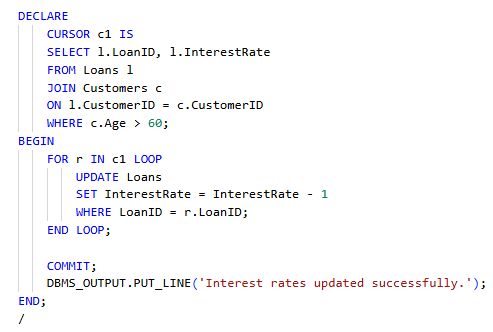 DECLARE
    CURSOR c1 IS
    SELECT l.LoanID, l.InterestRate
    FROM Loans l
    JOIN Customers c
    ON l.CustomerID = c.CustomerID
    WHERE c.Age > 60;
BEGIN
    FOR r IN c1 LOOP
        UPDATE Loans
        SET InterestRate = InterestRate - 1
        WHERE LoanID = r.LoanID;
    END LOOP;

    COMMIT;
    DBMS_OUTPUT.PUT_LINE('Interest rates updated successfully.');
END;
/